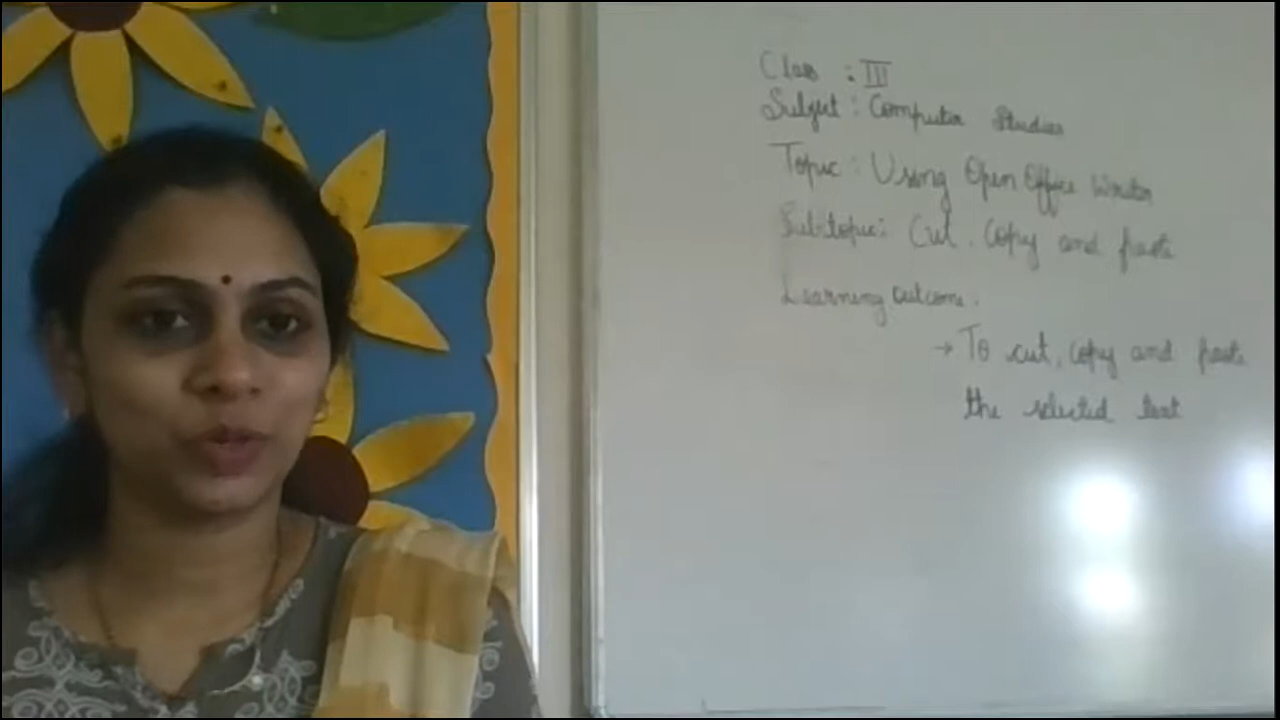 Class : III
Subject : Computer Studies
Topic : Using Open Office Writer
Subtopic : Cut, copy and paste
Learning outcome.
→ To cut, copy and paste
the selected text